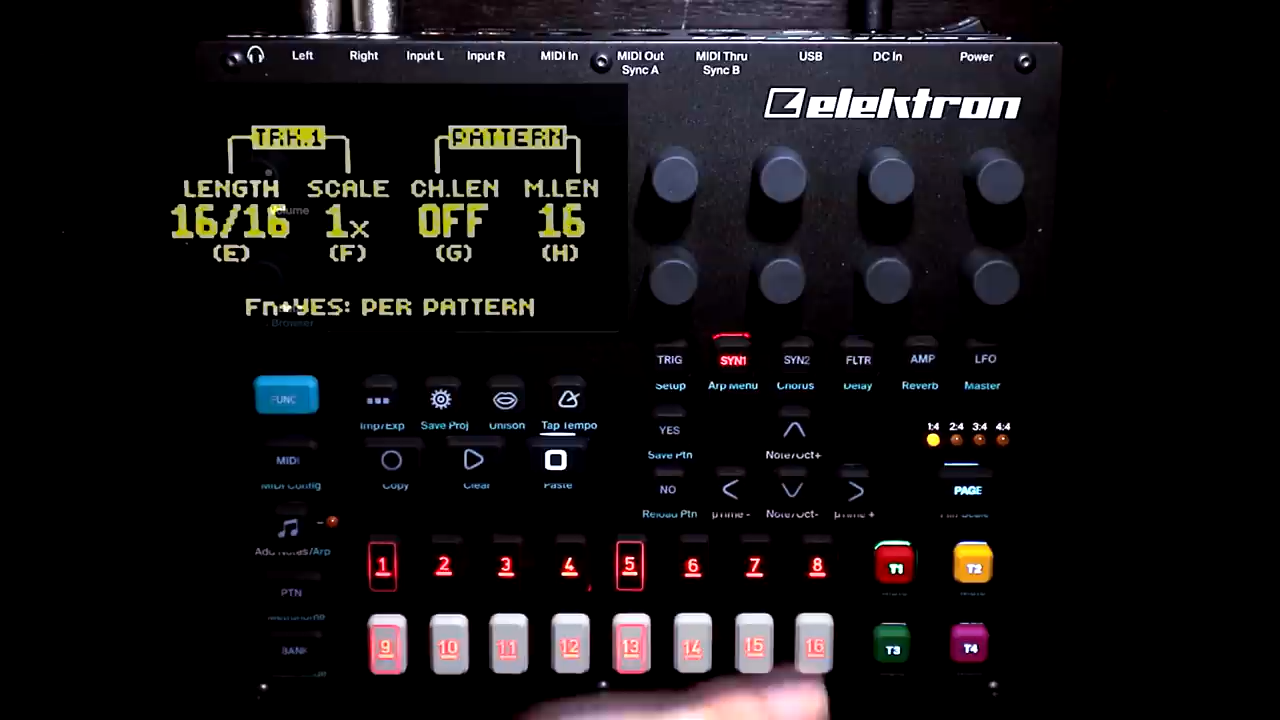 Left Right Input L Input R MIDI In MIDI Out MIDI Thru USB DC In Power
Sync A Sync B
elektron
TRK.1 PATTERN
LENGTH SCALE CH.LEN M.LEN
16/16 1x OFF 16
(E) (F) (G) (H)
Fn+YES: PER PATTERN
TRIG SYN1 SYN2 FLTR AMP LFO
Setup Arp Menu Chorus Delay Reverb Master
FUNC
Imp/Exp Save Proj Unison Tap Tempo
1:4 2:4 3:4 4:4
YES
Save Ptn Note/Oct+
MIDI
MIDI Config Copy Clear Paste
NO PAGE
Reload Ptn μTime - Note/Oct- μTime +
Add Notes/Arp
1 2 3 4 5 6 7 8 T1 T2
PTN
Metronome
BANK
9 10 11 12 13 14 15 16 T3 T4